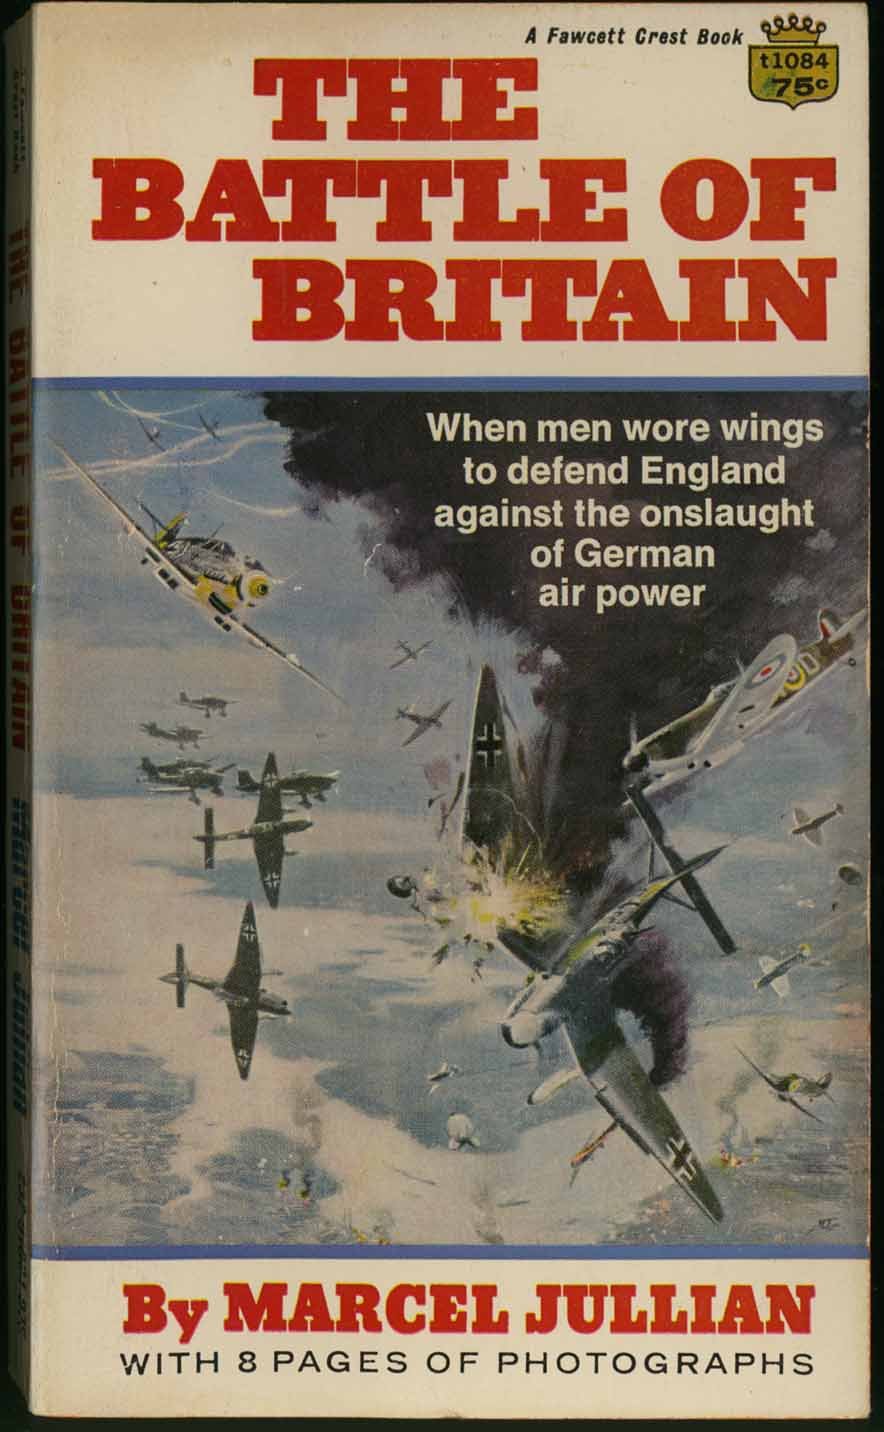 A Fawcett Crest Book
t1084
75c
THE
BATTLE OF
BRITAIN
When men wore wings
to defend England
against the onslaught
of German
air power
By MARCEL JULLIAN
WITH 8 PAGES OF PHOTOGRAPHS
THE BATTLE OF BRITAIN Marcel Jullian